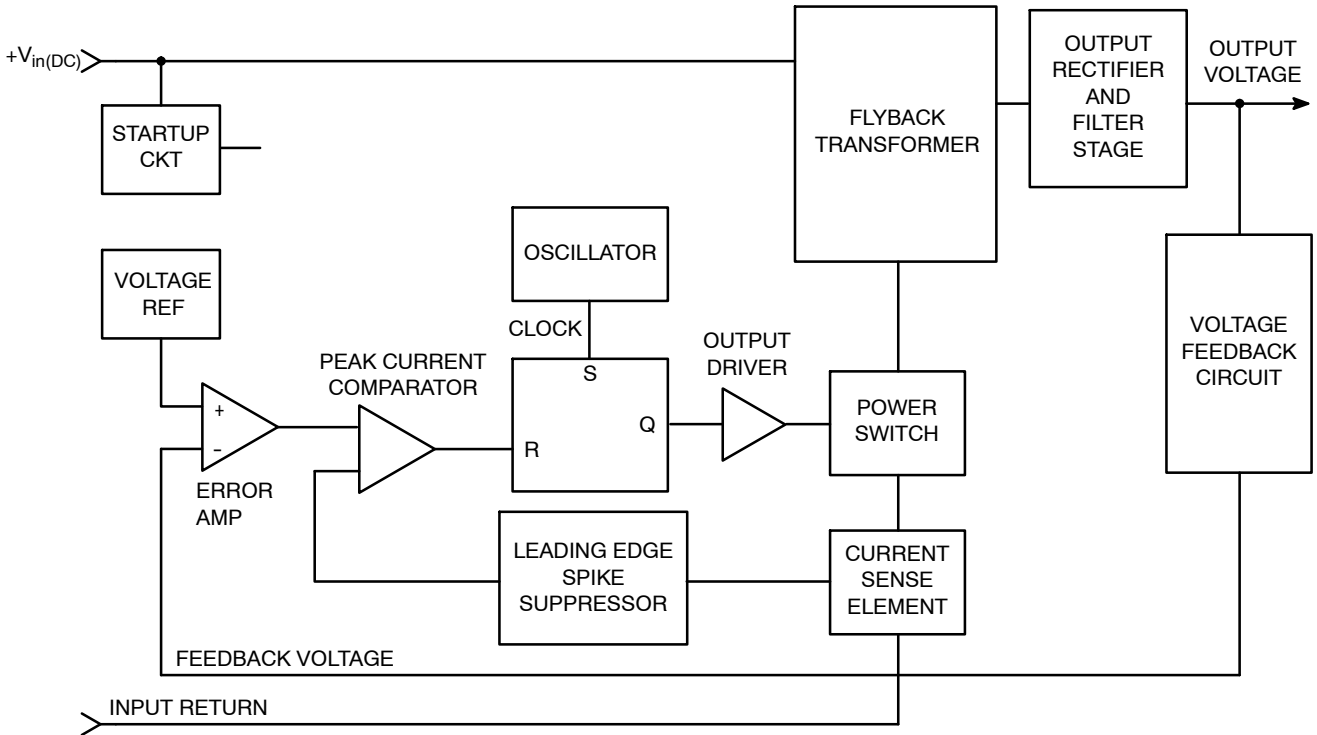 +Vin(DC)
STARTUP
CKT
FLYBACK
TRANSFORMER
OUTPUT
RECTIFIER
AND
FILTER
STAGE
OUTPUT
VOLTAGE
VOLTAGE
REF
OSCILLATOR
CLOCK
PEAK CURRENT
COMPARATOR
S
R
Q
OUTPUT
DRIVER
POWER
SWITCH
VOLTAGE
FEEDBACK
CIRCUIT
+
–
ERROR
AMP
LEADING EDGE
SPIKE
SUPPRESSOR
CURRENT
SENSE
ELEMENT
FEEDBACK VOLTAGE
INPUT RETURN